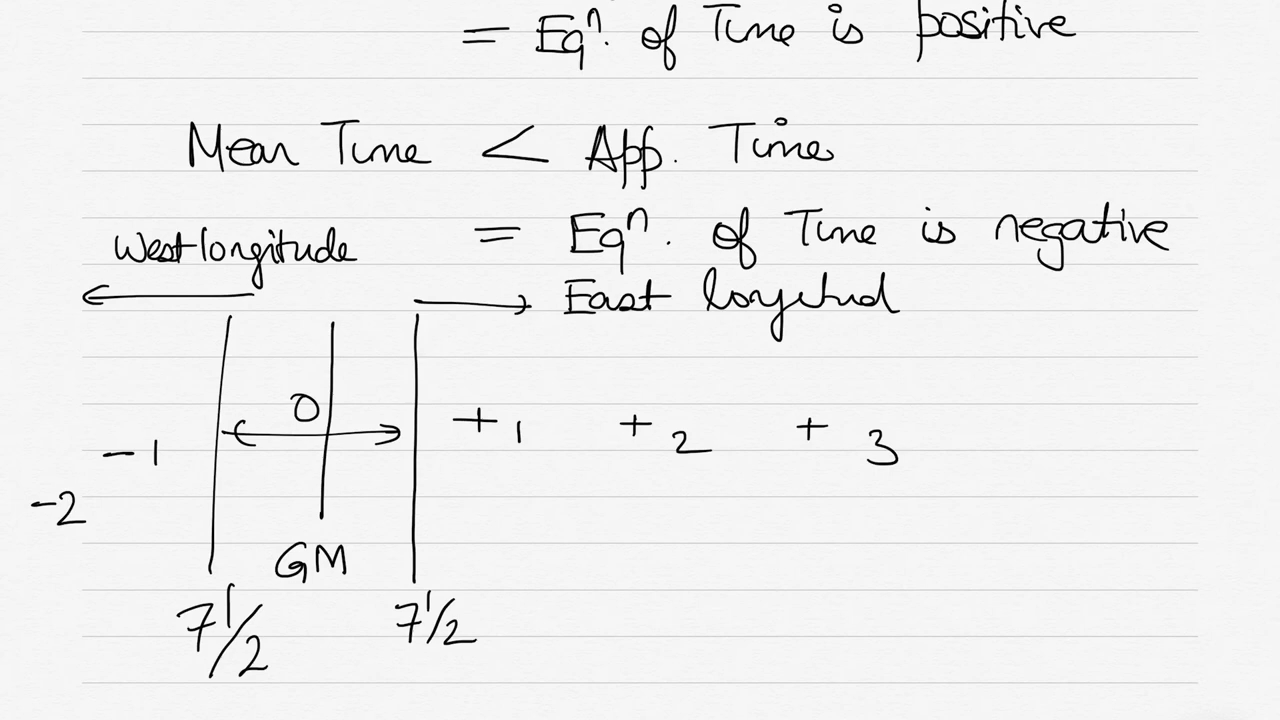 = Eqⁿ. of Time is positive
Mean Time < App. Time
West longitude = Eqⁿ. of Time is negative
East longitud
0 +1 +2 +3
-1
-2
GM
7 1/2 7 1/2